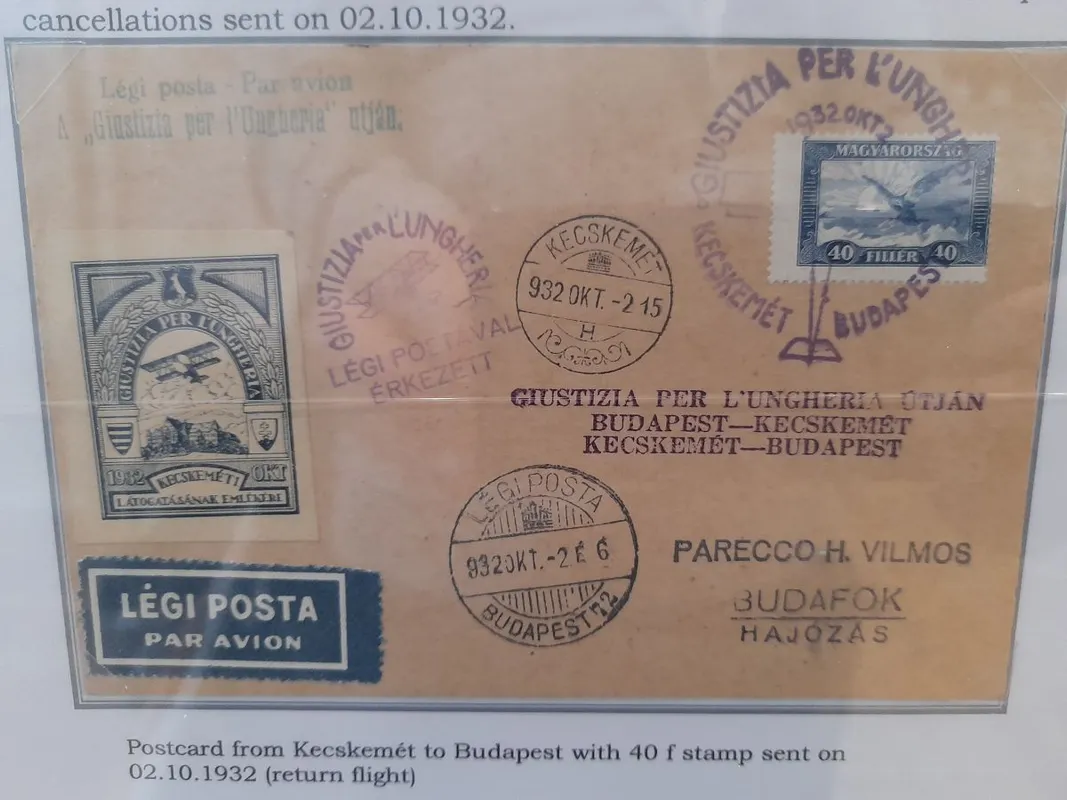 cancellations sent on 02.10.1932.
Légi posta - Par avion
A „Giustizia per l'Ungheria" utján.
GIUSTIZIA PER L'UNGHERIA
1932 OKT 2
KECSKEMÉT BUDAPEST
MAGYARORSZÁG
40 FILLÉR 40
GIUSTIZIA PER L'UNGHERIA
LÉGI POSTÁVAL
ÉRKEZETT
KECSKEMÉT
932 OKT. -2 15
H
GIUSTIZIA PER L'UNGHERIA
1932 KECSKEMÉTI OKT
LÁTOGATÁSÁNAK EMLÉKÉRE
GIUSTIZIA PER L'UNGHERIA ÚTJÁN
BUDAPEST—KECSKEMÉT
KECSKEMÉT—BUDAPEST
LÉGI POSTA
932 OKT. -2 É 6
BUDAPEST 72
PARECCO H. VILMOS
BUDAFOK
HAJÓZÁS
LÉGI POSTA
PAR AVION
Postcard from Kecskemét to Budapest with 40 f stamp sent on
02.10.1932 (return flight)